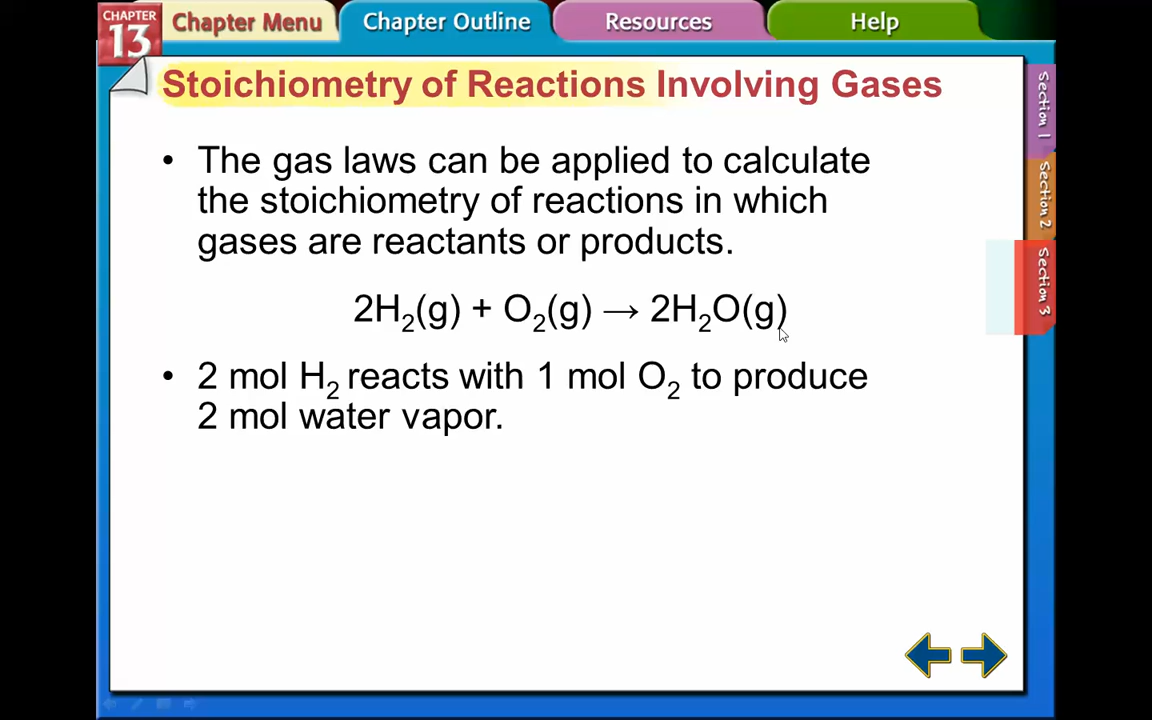 CHAPTER
13
Chapter Menu
Chapter Outline
Resources
Help
Stoichiometry of Reactions Involving Gases
• The gas laws can be applied to calculate
the stoichiometry of reactions in which
gases are reactants or products.
2H₂(g) + O₂(g) → 2H₂O(g)
• 2 mol H₂ reacts with 1 mol O₂ to produce
2 mol water vapor.
Section 1
Section 2
Section 3